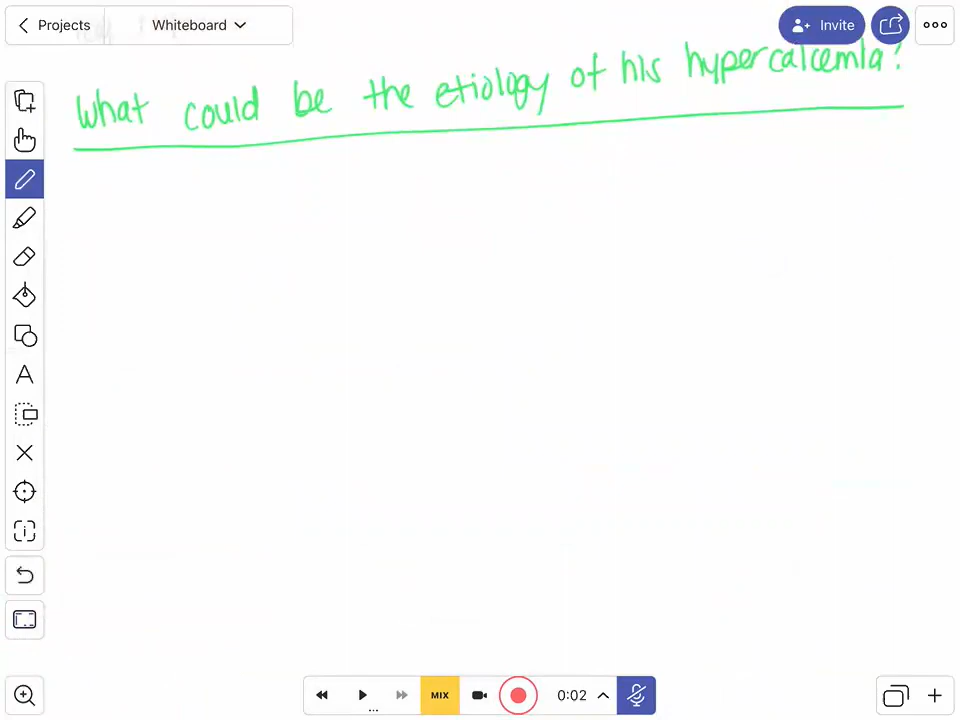 Projects
Whiteboard
Invite
What could be the etiology of his hypercalcemia?
A
MIX
0:02